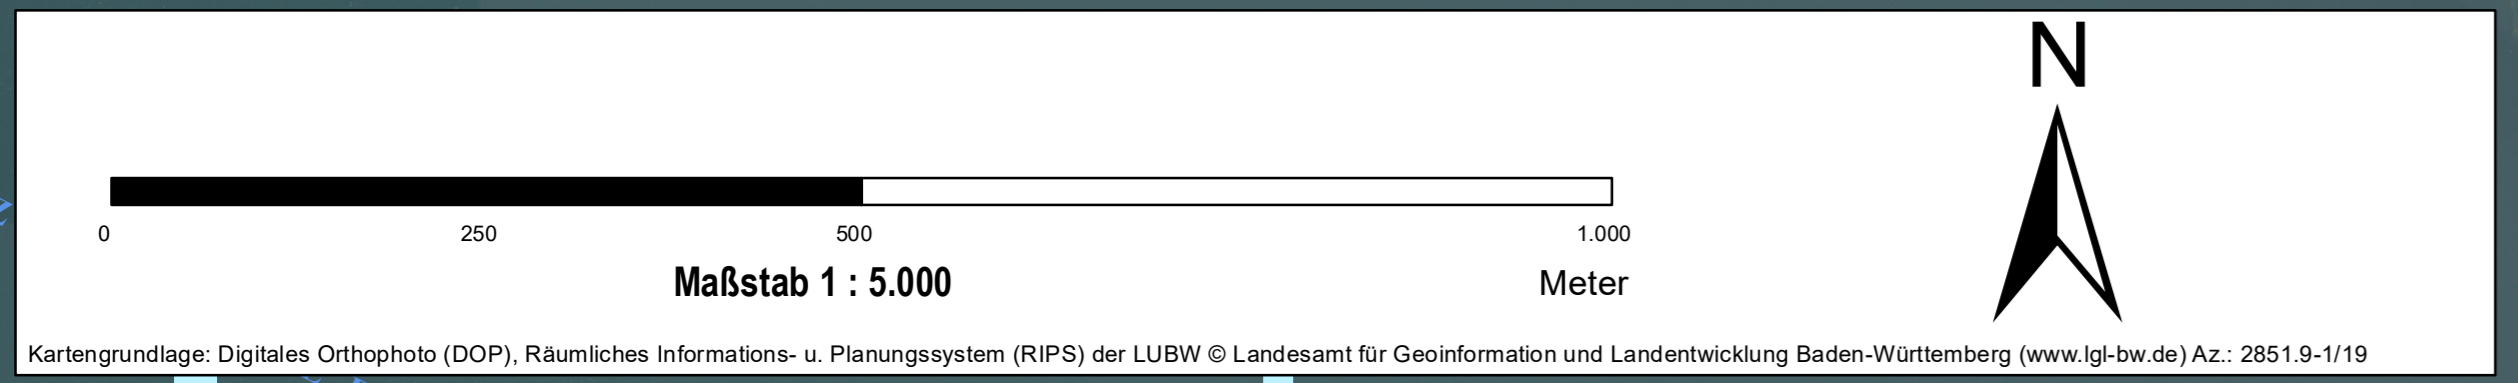 N
0 250 500 1.000
Maßstab 1 : 5.000 Meter
Kartengrundlage: Digitales Orthophoto (DOP), Räumliches Informations- u. Planungssystem (RIPS) der LUBW © Landesamt für Geoinformation und Landentwicklung Baden-Württemberg (www.lgl-bw.de) Az.: 2851.9-1/19